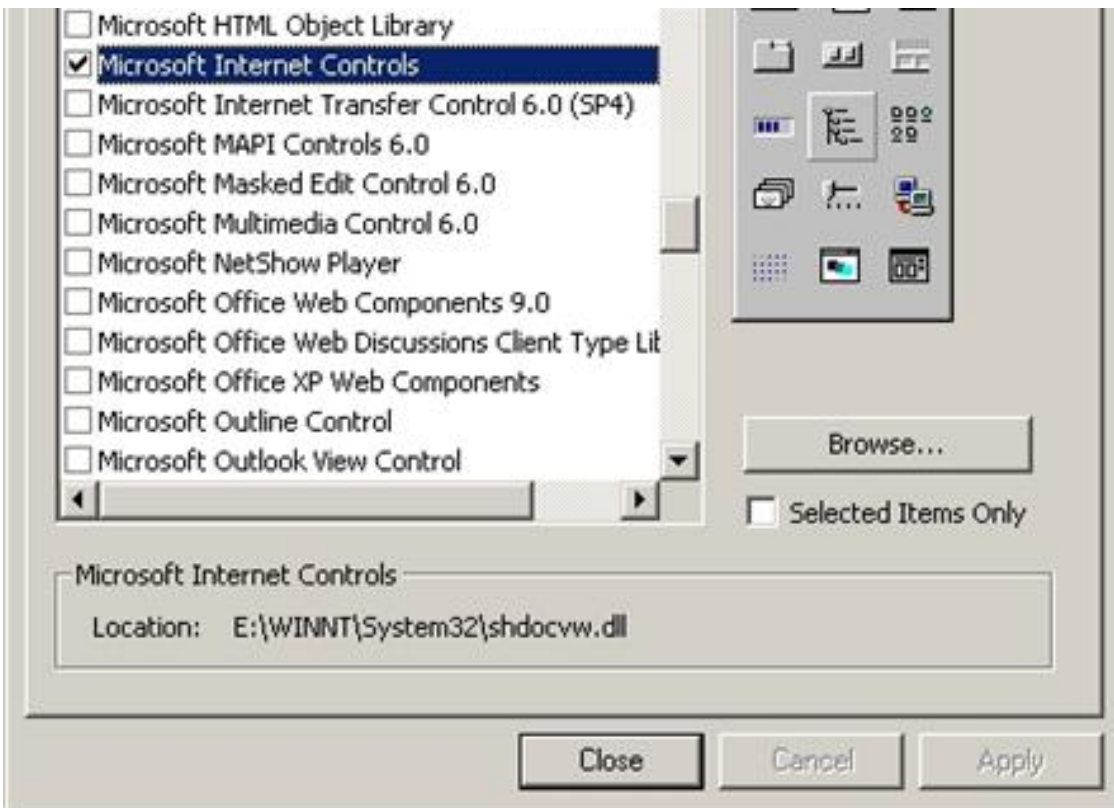 Microsoft HTML Object Library
Microsoft Internet Controls
Microsoft Internet Transfer Control 6.0 (SP4)
Microsoft MAPI Controls 6.0
Microsoft Masked Edit Control 6.0
Microsoft Multimedia Control 6.0
Microsoft NetShow Player
Microsoft Office Web Components 9.0
Microsoft Office Web Discussions Client Type Lib
Microsoft Office XP Web Components
Microsoft Outline Control
Microsoft Outlook View Control
Browse...
Selected Items Only
Microsoft Internet Controls
Location: E:\WINNT\System32\shdocvw.dll
Close
Cancel
Apply